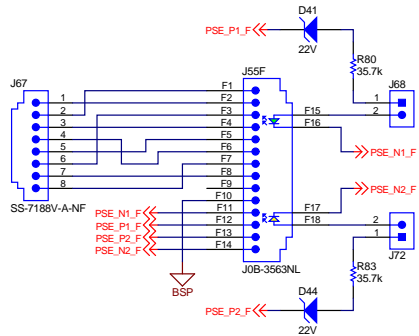 D41
PSE_P1_F
22V
R80
35.7k
J67
J55F
J68
1
2
3
4
5
6
7
8
F1
F2
F3
F4
F5
F6
F7
F8
F9
F10
F11
F12
F13
F14
F15
F16
1
2
PSE_N1_F
PSE_N2_F
SS-7188V-A-NF
PSE_N1_F
PSE_P1_F
PSE_P2_F
PSE_N2_F
F17
F18
2
1
J0B-3563NL
J72
BSP
R83
35.7k
D44
PSE_P2_F
22V